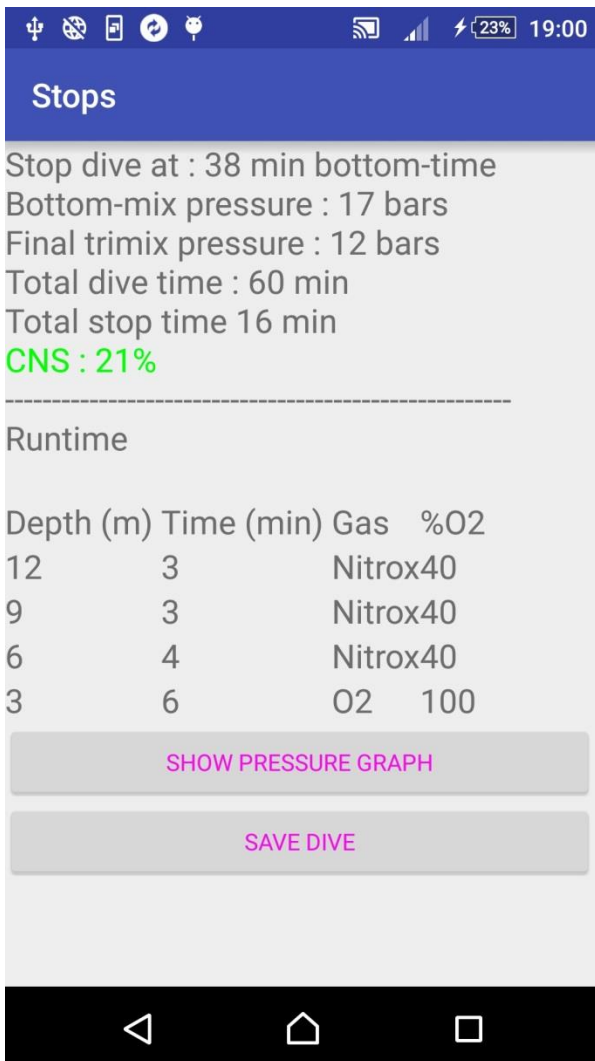 23% 19:00
Stops
Stop dive at : 38 min bottom-time
Bottom-mix pressure : 17 bars
Final trimix pressure : 12 bars
Total dive time : 60 min
Total stop time 16 min
CNS : 21%
------------------------------------------------------
Runtime
Depth (m) Time (min) Gas %O2
12 3 Nitrox40
9 3 Nitrox40
6 4 Nitrox40
3 6 O2 100
SHOW PRESSURE GRAPH
SAVE DIVE